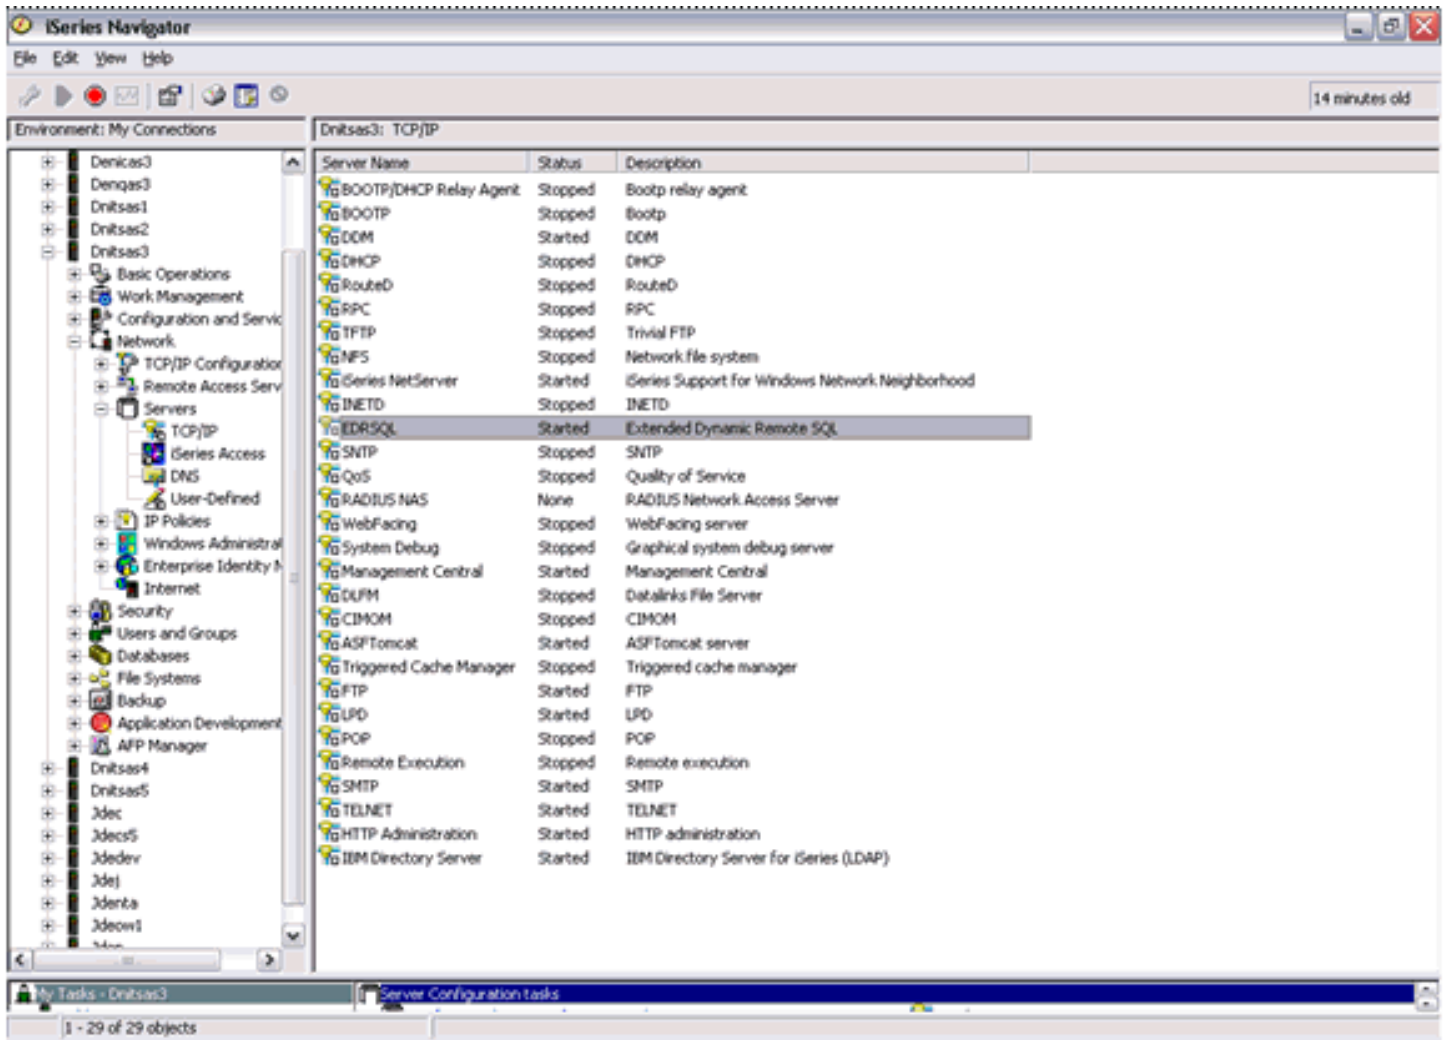 iSeries Navigator
File Edit View Help
14 minutes old
Environment: My Connections
Dnitsas3: TCP/IP
Denicas3
Denqas3
Dnitsas1
Dnitsas2
Dnitsas3
Basic Operations
Work Management
Configuration and Servic
Network
TCP/IP Configuration
Remote Access Serv
Servers
TCP/IP
iSeries Access
DNS
User-Defined
IP Policies
Windows Administra
Enterprise Identity M
Internet
Security
Users and Groups
Databases
File Systems
Backup
Application Development
AFP Manager
Dnitsas4
Dnitsas5
Jdec
Jdecs5
Jdedev
Jdej
Jdenta
Jdeow1
Server Name Status Description
BOOTP/DHCP Relay Agent Stopped Bootp relay agent
BOOTP Stopped Bootp
DDM Started DDM
DHCP Stopped DHCP
RouteD Stopped RouteD
RPC Stopped RPC
TFTP Stopped Trivial FTP
NFS Stopped Network file system
iSeries NetServer Started iSeries Support for Windows Network Neighborhood
INETD Stopped INETD
EDRSQL Started Extended Dynamic Remote SQL
SNTP Stopped SNTP
QoS Stopped Quality of Service
RADIUS NAS None RADIUS Network Access Server
WebFacing Stopped WebFacing server
System Debug Stopped Graphical system debug server
Management Central Started Management Central
DLFM Stopped Datalinks File Server
CIMOM Stopped CIMOM
ASFTomcat Started ASFTomcat server
Triggered Cache Manager Stopped Triggered cache manager
FTP Started FTP
LPD Started LPD
POP Stopped POP
Remote Execution Stopped Remote execution
SMTP Started SMTP
TELNET Started TELNET
HTTP Administration Started HTTP administration
IBM Directory Server Started IBM Directory Server for iSeries (LDAP)
My Tasks - Dnitsas3
Server Configuration tasks
1 - 29 of 29 objects